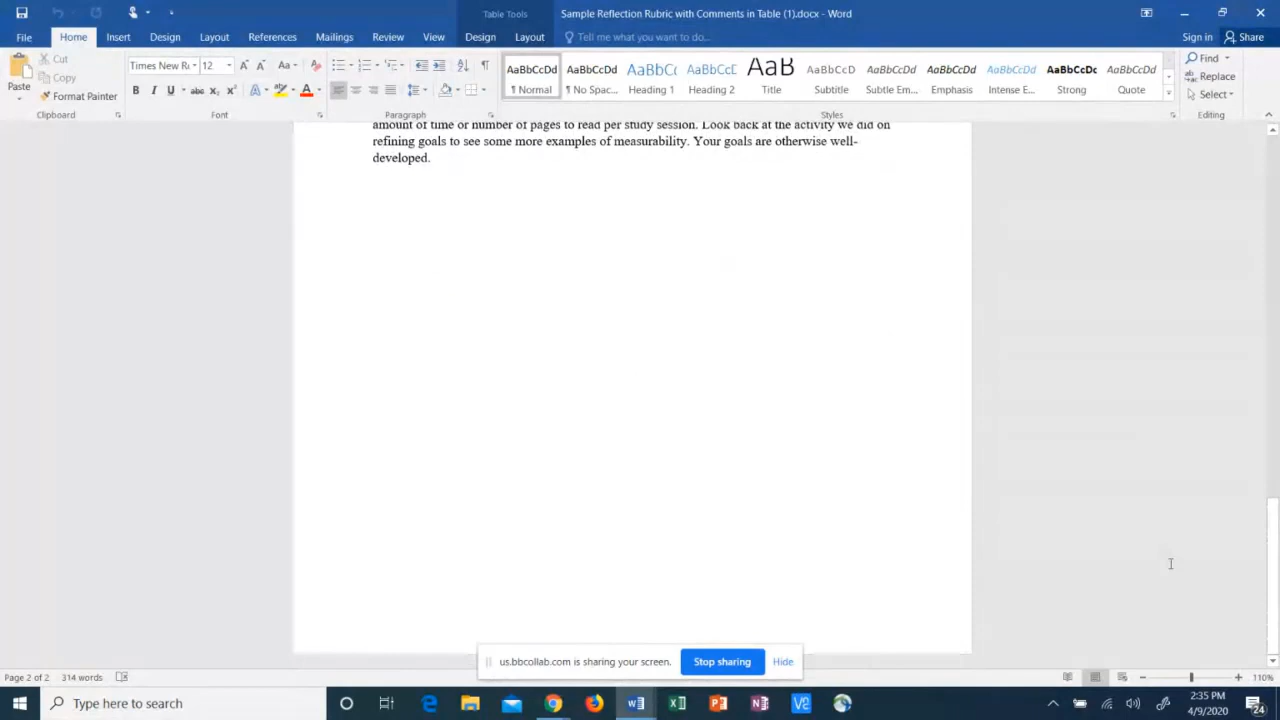 Table Tools
Sample Reflection Rubric with Comments in Table (1).docx - Word
File Home Insert Design Layout References Mailings Review View Design Layout Tell me what you want to do... Sign in Share
Paste Cut Copy Format Painter
Clipboard
Times New R 12 Aa
B I U abc x₂ x² A A
Font
Paragraph
AaBbCcDd AaBbCcDd AaBbCc AaBbCcD AaB AaBbCcD AaBbCcDd AaBbCcDd AaBbCcDd AaBbCcDc AaBbCcDd
¶ Normal ¶ No Spac... Heading 1 Heading 2 Title Subtitle Subtle Em... Emphasis Intense E... Strong Quote
Styles
Find
Replace
Select
Editing
amount of time or number of pages to read per study session. Look back at the activity we did on
refining goals to see some more examples of measurability. Your goals are otherwise well-
developed.
us.bbcollab.com is sharing your screen. Stop sharing Hide
Page 2 of 2 314 words 110%
Type here to search
2:35 PM
4/9/2020
24